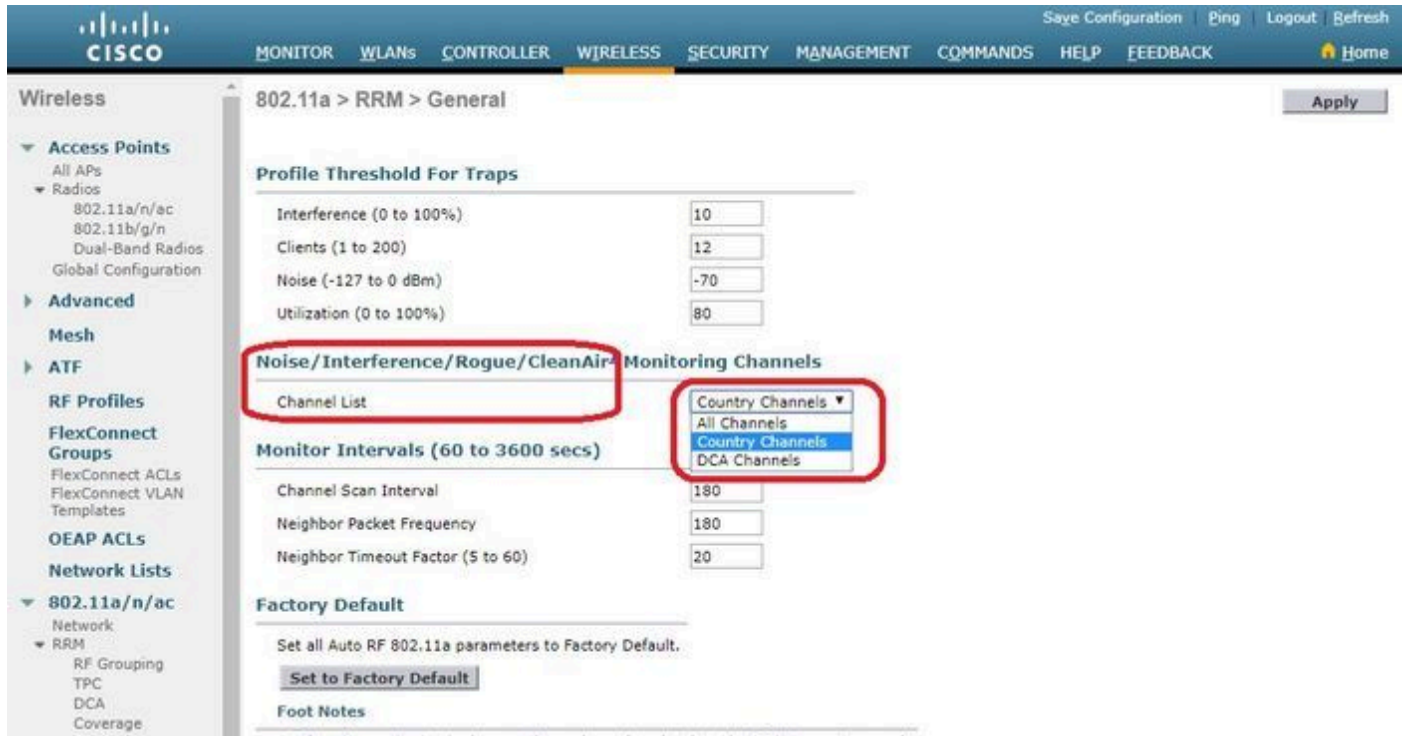 Save Configuration Ping Logout Refresh
CISCO MONITOR WLANs CONTROLLER WIRELESS SECURITY MANAGEMENT COMMANDS HELP FEEDBACK Home
Wireless
Access Points
All APs
Radios
802.11a/n/ac
802.11b/g/n
Dual-Band Radios
Global Configuration
Advanced
Mesh
ATF
RF Profiles
FlexConnect
Groups
FlexConnect ACLs
FlexConnect VLAN
Templates
OEAP ACLs
Network Lists
802.11a/n/ac
Network
RRM
RF Grouping
TPC
DCA
Coverage
802.11a > RRM > General
Apply
Profile Threshold For Traps
Interference (0 to 100%) 10
Clients (1 to 200) 12
Noise (-127 to 0 dBm) -70
Utilization (0 to 100%) 80
Noise/Interference/Rogue/CleanAir Monitoring Channels
Channel List Country Channels
All Channels
Country Channels
DCA Channels
Monitor Intervals (60 to 3600 secs)
Channel Scan Interval 180
Neighbor Packet Frequency 180
Neighbor Timeout Factor (5 to 60) 20
Factory Default
Set all Auto RF 802.11a parameters to Factory Default.
Set to Factory Default
Foot Notes